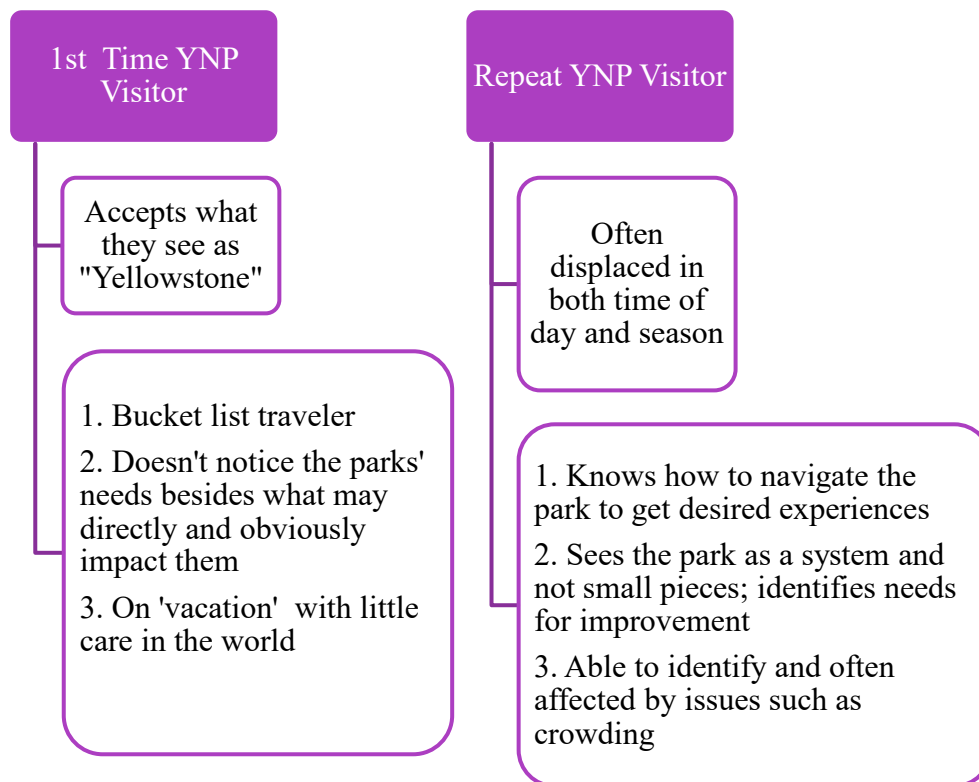 1st  Time YNP
Visitor
Accepts what
they see as
"Yellowstone"
1. Bucket list traveler
2. Doesn't notice the parks'
needs besides what may
directly and obviously
impact them
3. On 'vacation'  with little
care in the world
Repeat YNP Visitor
Often
displaced in
both time of
day and season
1. Knows how to navigate the
park to get desired experiences
2. Sees the park as a system and
not small pieces; identifies needs
for improvement
3. Able to identify and often
affected by issues such as
crowding